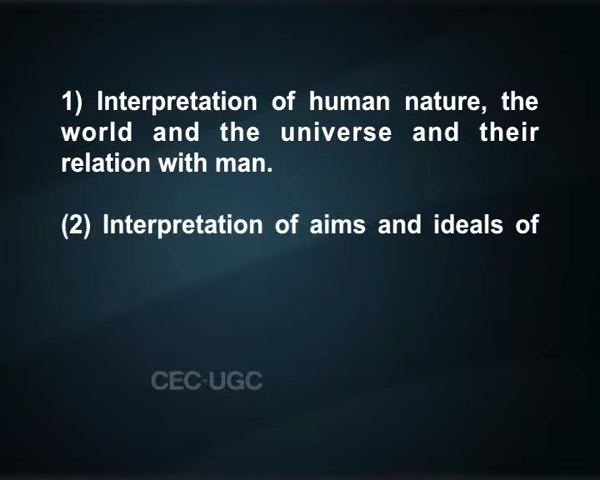 1) Interpretation of human nature, the
world and the universe and their
relation with man.
(2) Interpretation of aims and ideals of
CEC-UGC